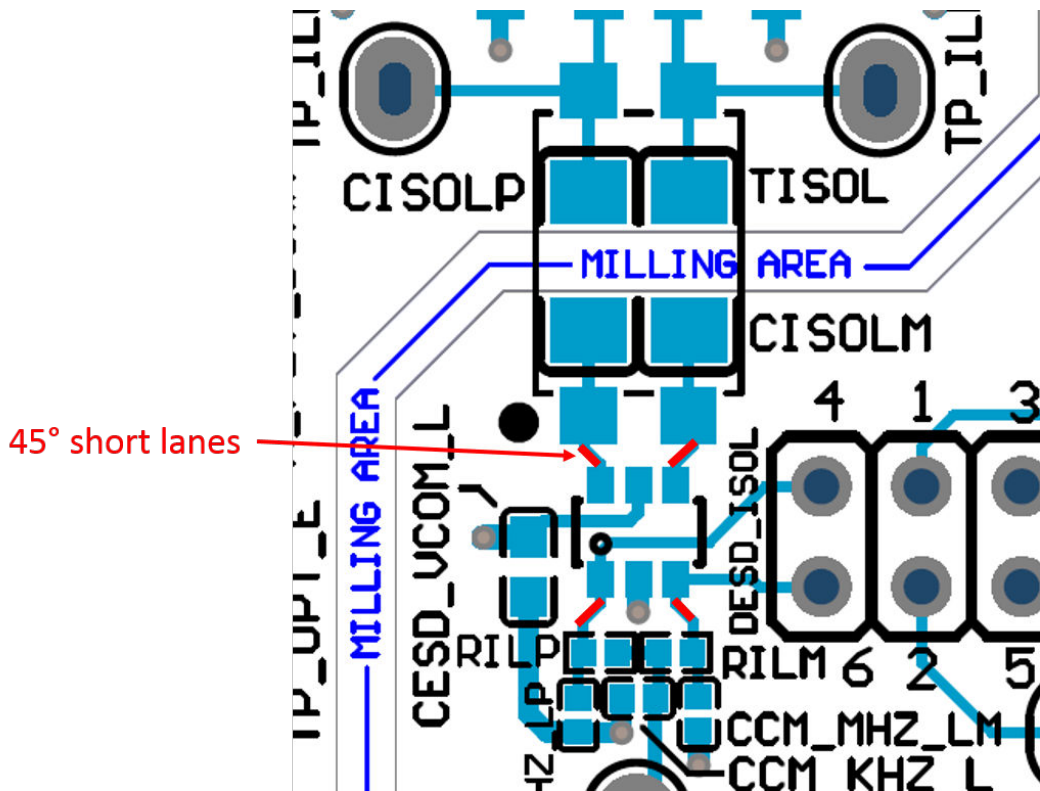 TP_IL
TP_IL
CISOLP
TISOL
MILLING AREA
CISOLM
4
1
3
45° short lanes
MILLING AREA
CESD_VCOM_L
DESD_ISOL
TP_OPT_E
RILP
RILM
6
2
5
CCM_MHZ_LM
CCM_KHZ_L